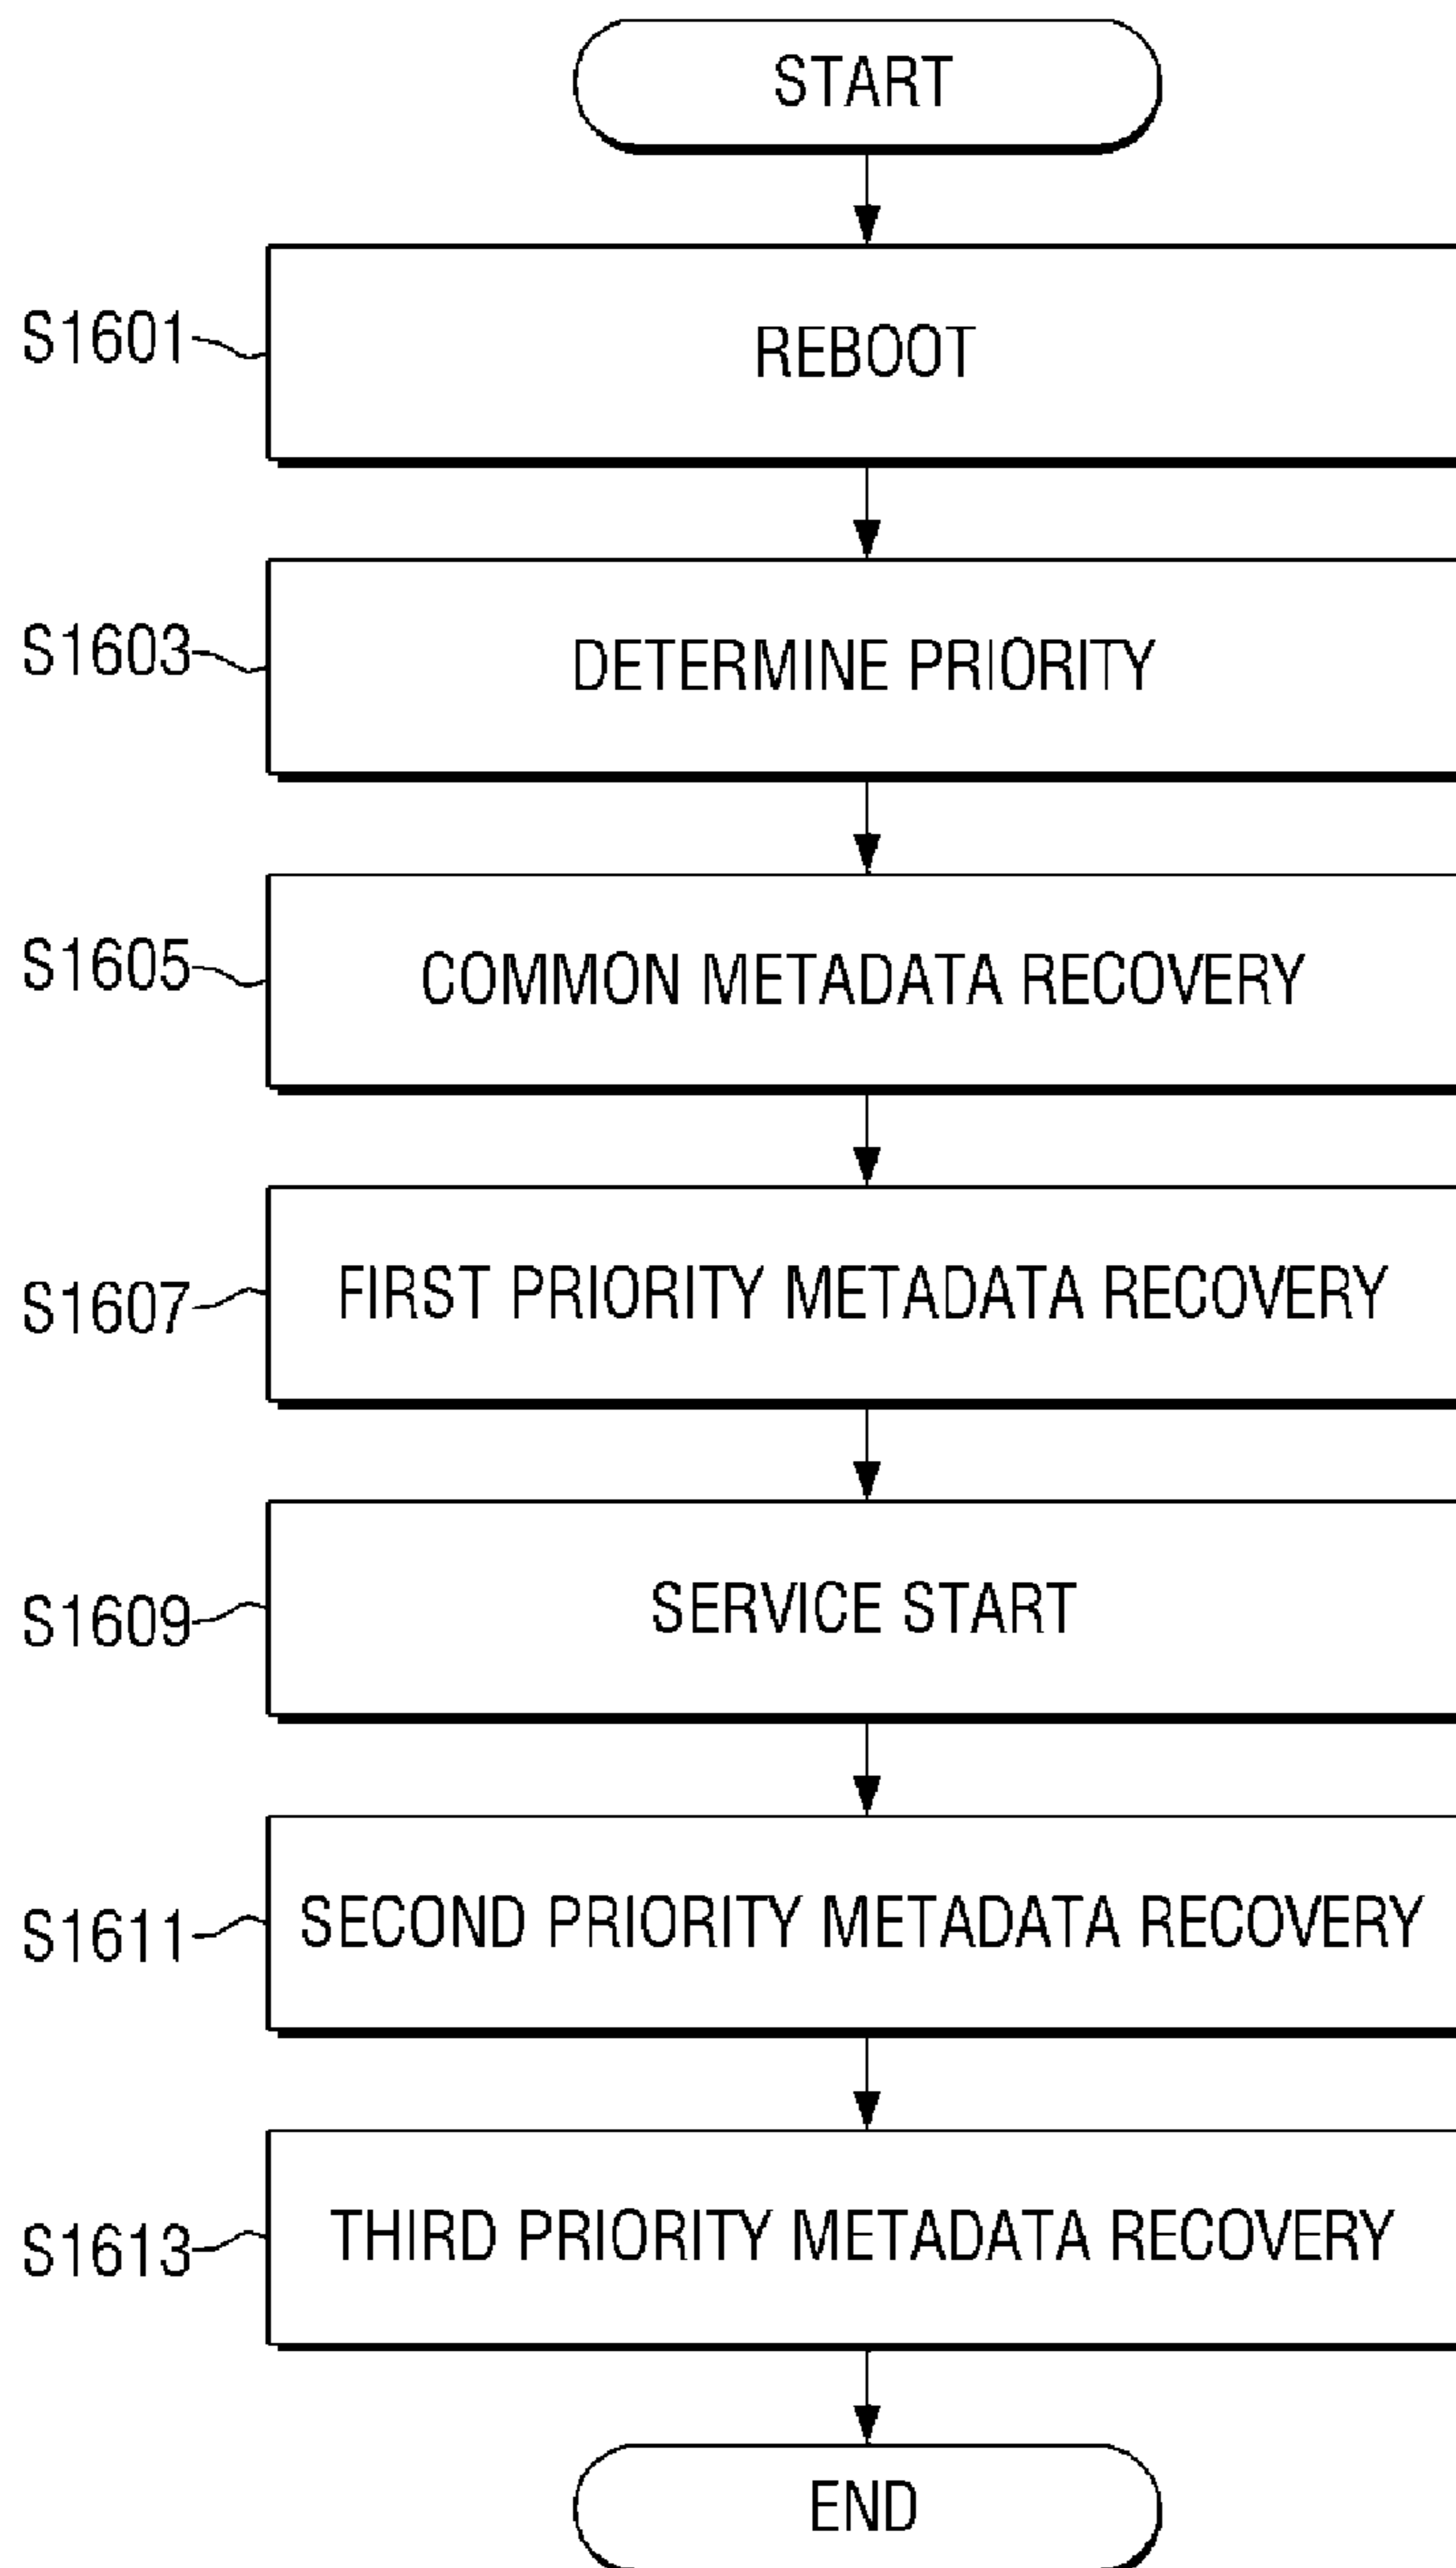 START
S1601
REBOOT
S1603
DETERMINE PRIORITY
S1605
COMMON METADATA RECOVERY
S1607
FIRST PRIORITY METADATA RECOVERY
S1609
SERVICE START
S1611
SECOND PRIORITY METADATA RECOVERY
S1613
THIRD PRIORITY METADATA RECOVERY
END